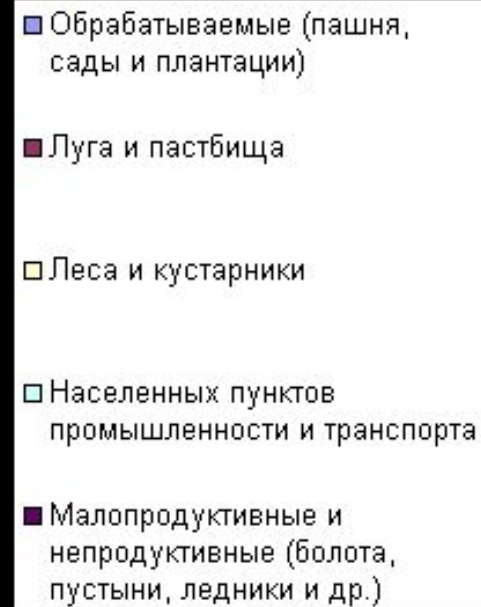 Обрабатываемые (пашня,
сады и плантации)
Луга и пастбища
Леса и кустарники
Населенных пунктов
промышленности и транспорта
Малопродуктивные и
непродуктивные (болота,
пустыни, ледники и др.)